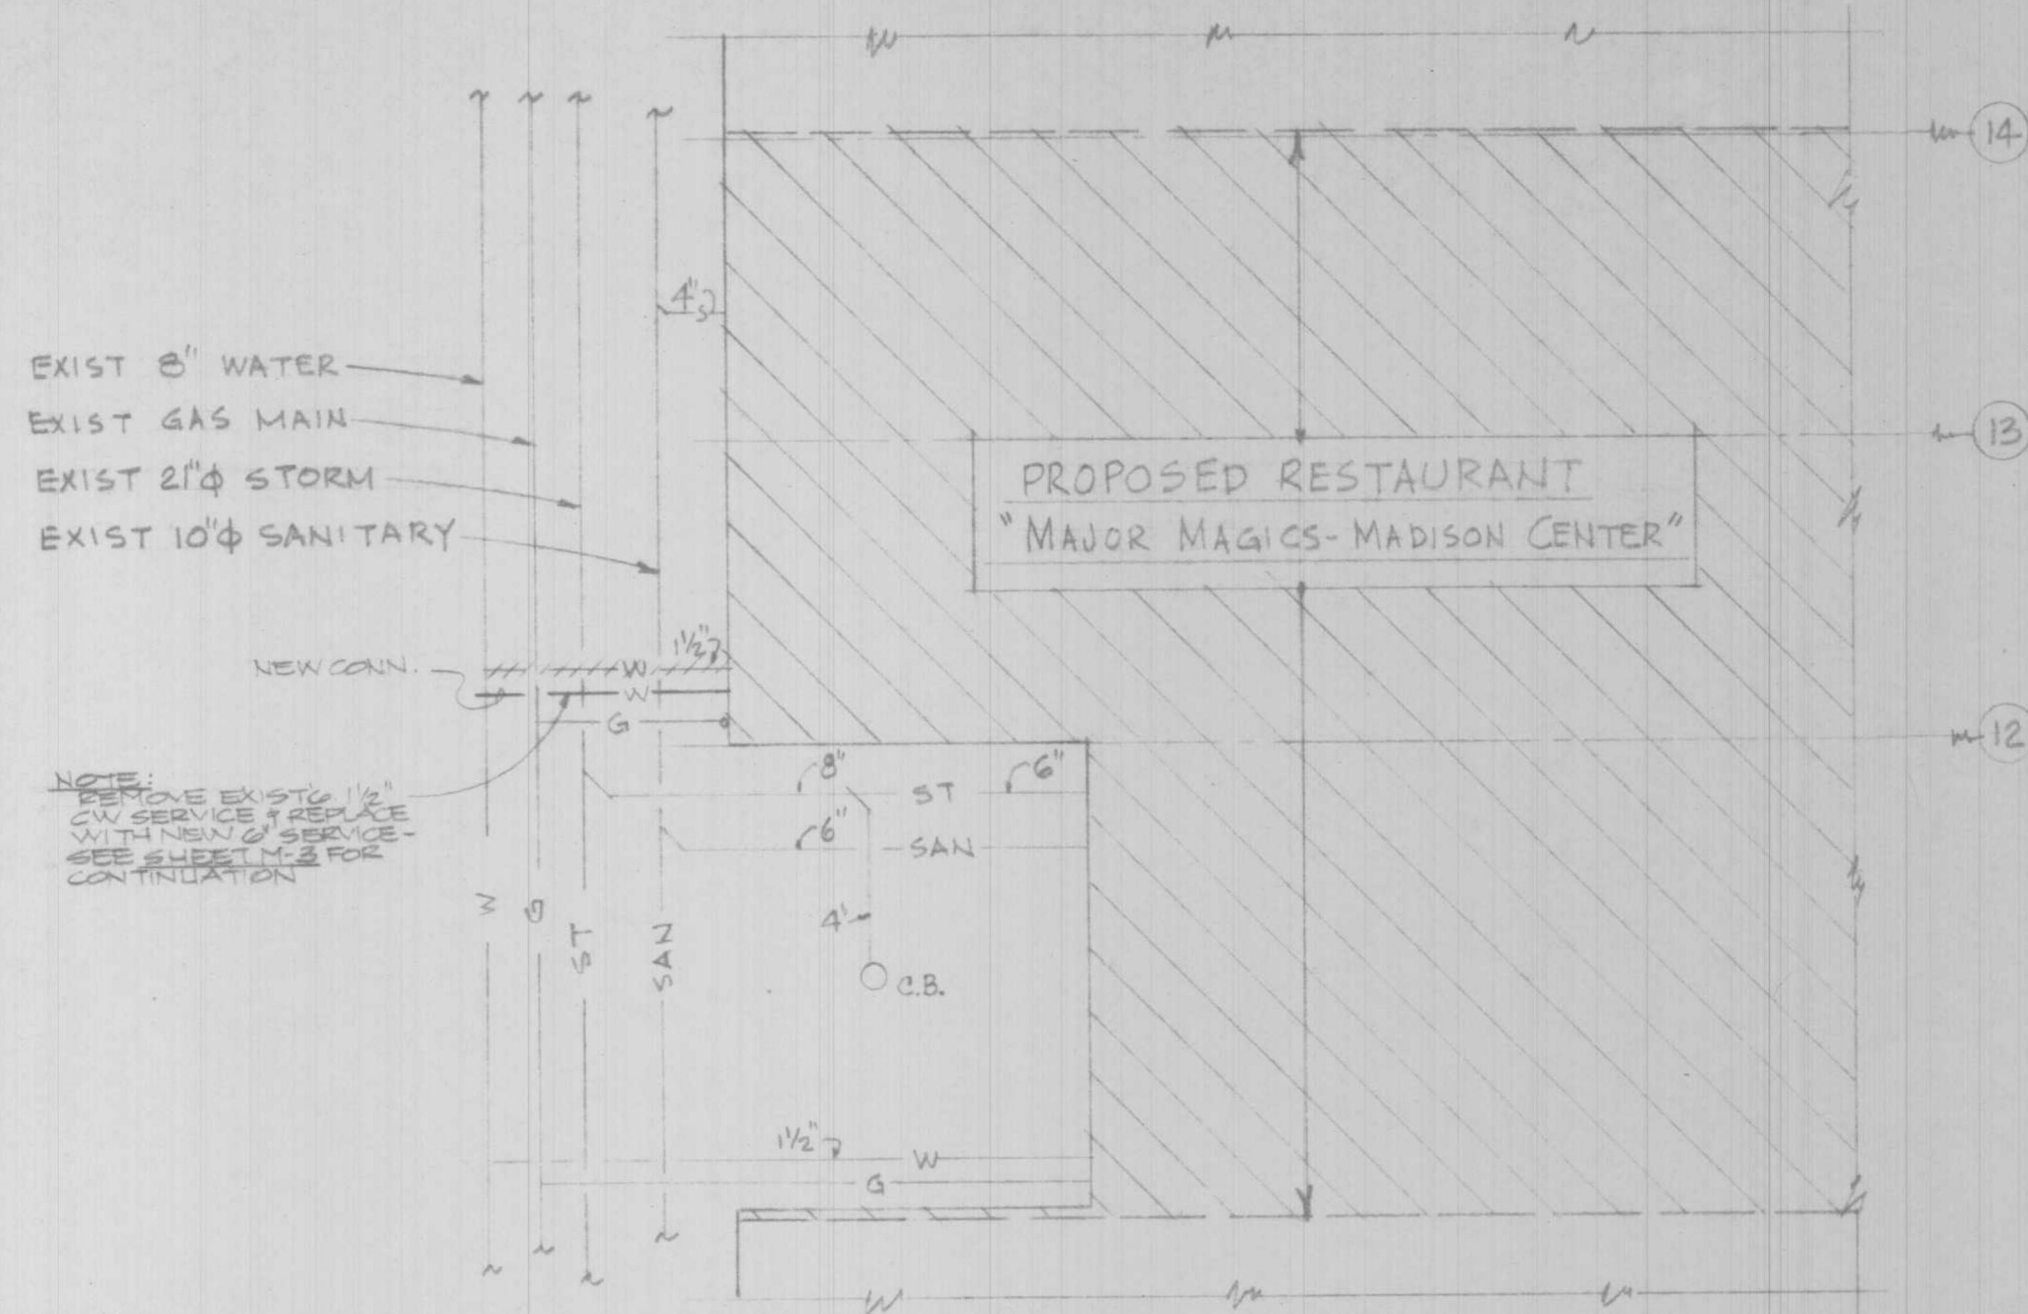 14
4"
S
EXIST 8" WATER
EXIST GAS MAIN
EXIST 21"φ STORM
EXIST 10"φ SANITARY
13
PROPOSED RESTAURANT
"MAJOR MAGICS-MADISON CENTER"
1½"
NEW CONN.
W
W
G
12
NOTE:
REMOVE EXIST'G 1½"
CW SERVICE & REPLACE
WITH NEW 6" SERVICE-
SEE SHEET M-3 FOR
CONTINUATION
8"
6"
ST
6"
SAN
W
G
ST
SAN
4"
C.B.
1½"
W
G